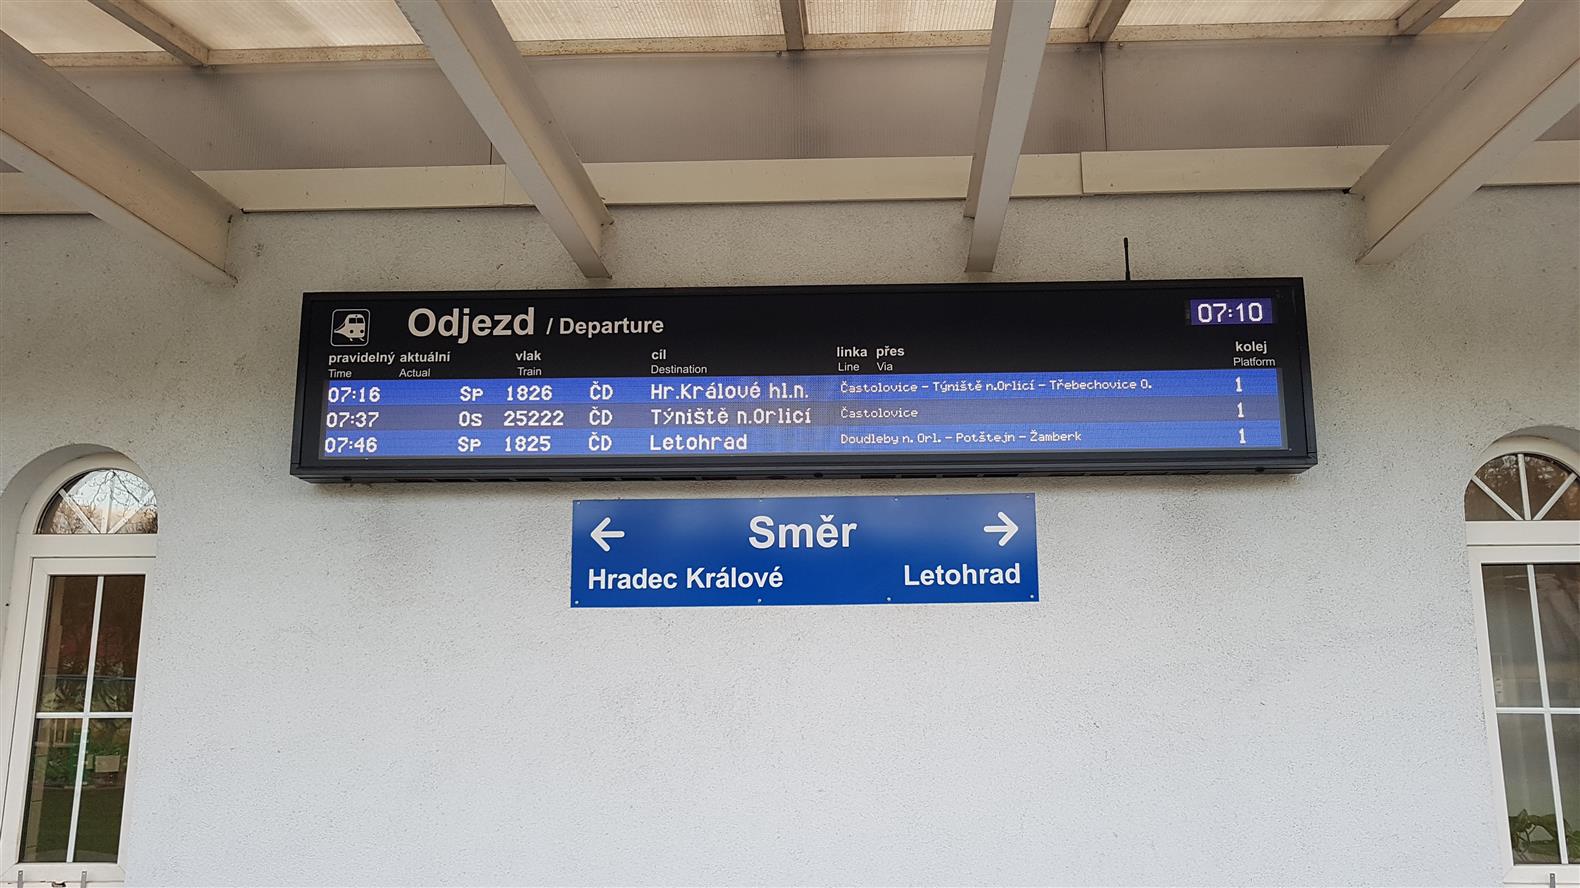 Odjezd / Departure 07:10
pravidelný aktuální vlak cíl linka přes kolej
Time Actual Train Destination Line Via Platform
07:16 Sp 1826 ČD Hr.Králové hl.n. Častolovice - Týniště n.Orlicí - Třebechovice O. 1
07:37 Os 25222 ČD Týniště n.Orlicí Častolovice 1
07:46 Sp 1825 ČD Letohrad Doudleby n. Orl. - Potštejn - Žamberk 1
← Směr →
Hradec Králové Letohrad